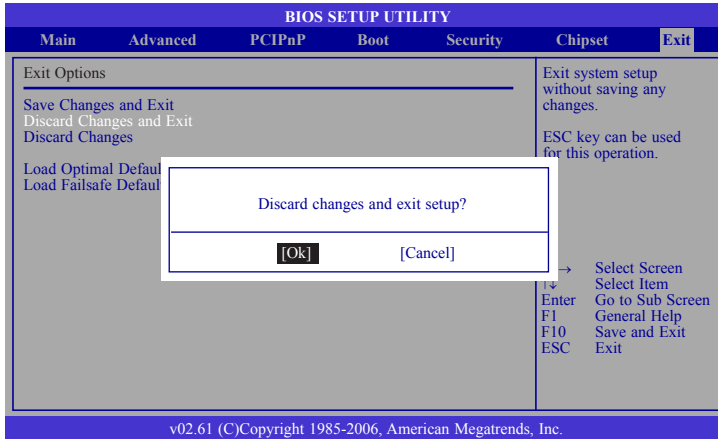 BIOS SETUP UTILITY
Main Advanced PCIPnP Boot Security Chipset Exit
Exit Options
Save Changes and Exit
Discard Changes and Exit
Discard Changes
Load Optimal Defaul
Load Failsafe Defaul
Discard changes and exit setup?
[Ok] [Cancel]
Exit system setup
without saving any
changes.
ESC key can be used
for this operation.
→ Select Screen
↑↓ Select Item
Enter Go to Sub Screen
F1 General Help
F10 Save and Exit
ESC Exit
v02.61 (C)Copyright 1985-2006, American Megatrends, Inc.